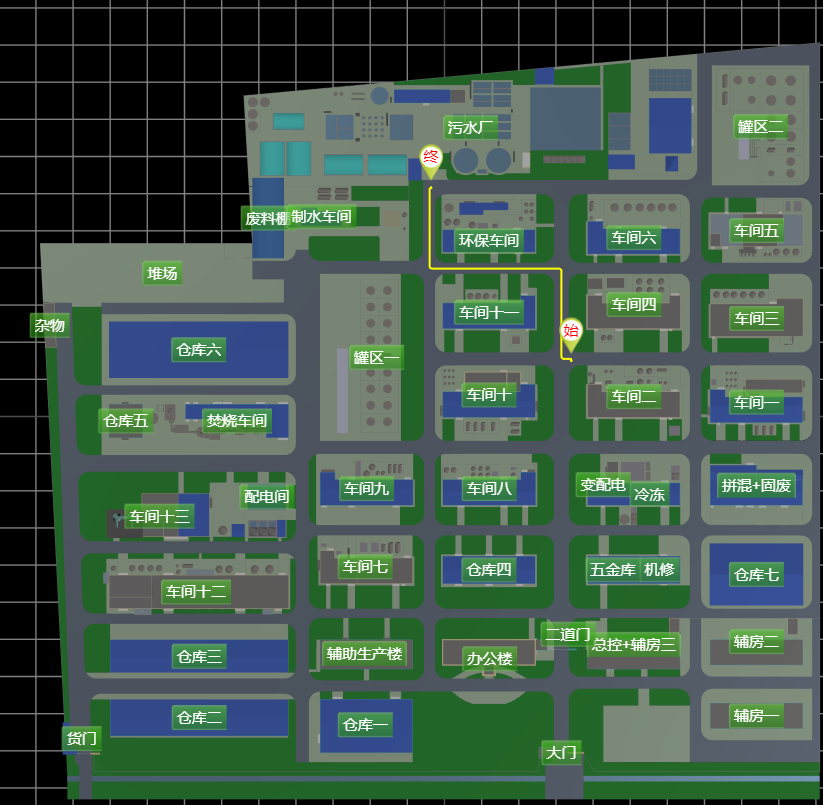 污水厂
罐区二
终
废料棚
制水车间
环保车间
车间六
车间五
堆场
杂物
车间十一
车间四
车间三
始
仓库六
罐区一
车间十
车间二
车间一
仓库五
焚烧车间
车间九
车间八
变配电
冷冻
拼混+固废
配电间
车间十三
车间七
仓库四
五金库
机修
仓库七
车间十二
二道门
仓库三
辅助生产楼
办公楼
总控+辅房三
辅房二
仓库二
仓库一
辅房一
货门
大门